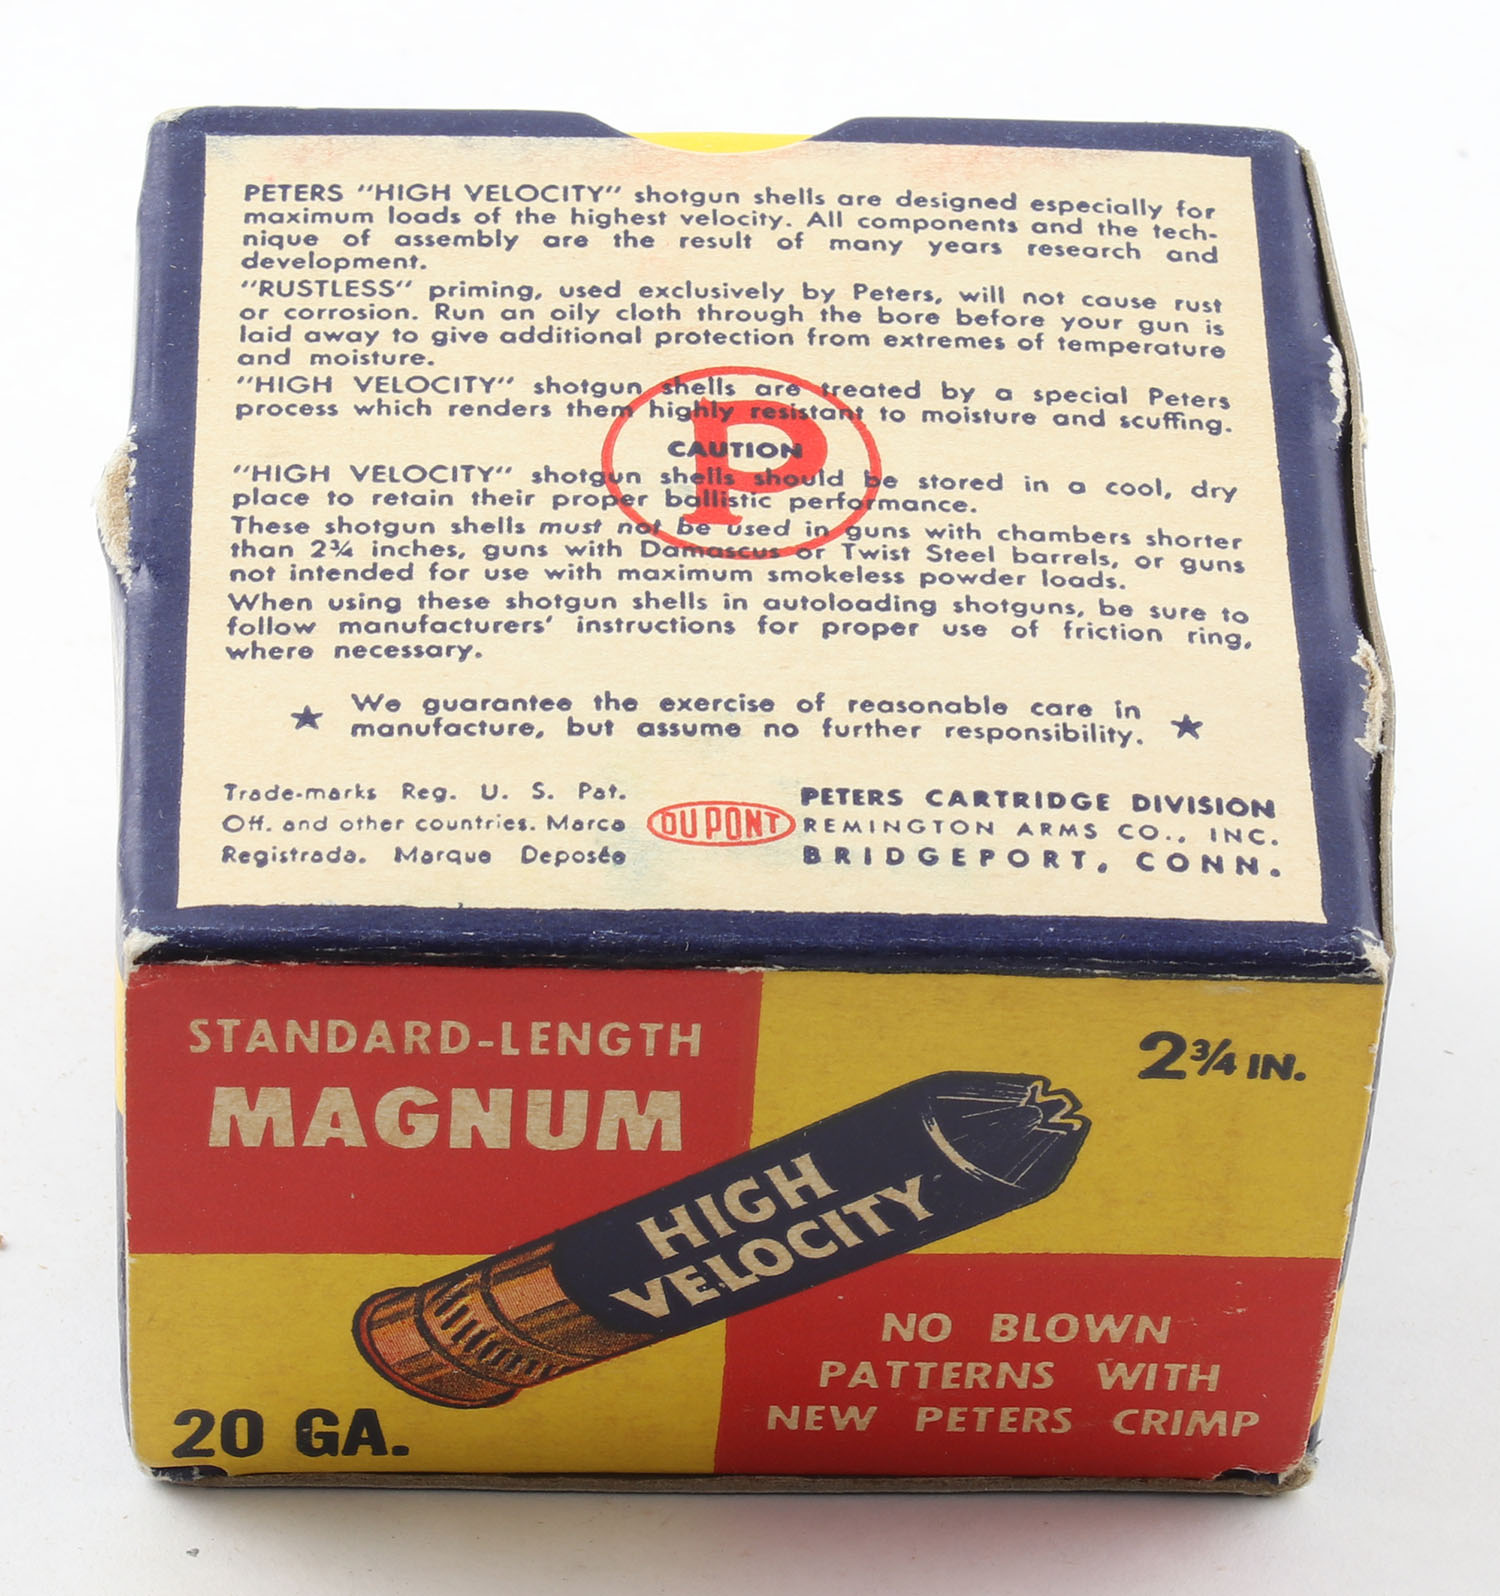 PETERS "HIGH VELOCITY" shotgun shells are designed especially for
maximum loads of the highest velocity. All components and the tech-
nique of assembly are the result of many years research and
development.
"RUSTLESS" priming, used exclusively by Peters, will not cause rust
or corrosion. Run an oily cloth through the bore before your gun is
laid away to give additional protection from extremes of temperature
and moisture.
"HIGH VELOCITY" shotgun shells are treated by a special Peters
process which renders them highly resistant to moisture and scuffing.
P
CAUTION
"HIGH VELOCITY" shotgun shells should be stored in a cool, dry
place to retain their proper ballistic performance.
These shotgun shells must not be used in guns with chambers shorter
than 2¾ inches, guns with Damascus or Twist Steel barrels, or guns
not intended for use with maximum smokeless powder loads.
When using these shotgun shells in autoloading shotguns, be sure to
follow manufacturers' instructions for proper use of friction ring,
where necessary.
★ We guarantee the exercise of reasonable care in
manufacture, but assume no further responsibility. ★
Trade-marks Reg. U. S. Pat.
Off. and other countries. Marca
Registrada. Marque Deposée
DU PONT
PETERS CARTRIDGE DIVISION
REMINGTON ARMS CO., INC.
BRIDGEPORT, CONN.
STANDARD-LENGTH
MAGNUM
2¾ IN.
HIGH
VELOCITY
20 GA.
NO BLOWN
PATTERNS WITH
NEW PETERS CRIMP